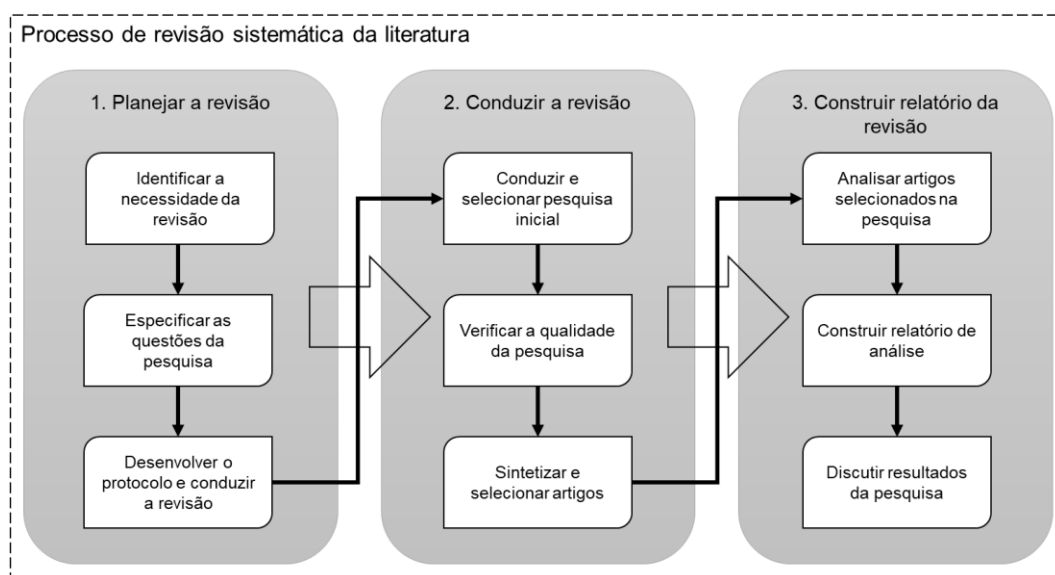 Processo de revisão sistemática da literatura
1. Planejar a revisão
Identificar a
necessidade da
revisão
Especificar as
questões da
pesquisa
Desenvolver o
protocolo e conduzir
a revisão
2. Conduzir a revisão
Conduzir e
selecionar pesquisa
inicial
Verificar a qualidade
da pesquisa
Sintetizar e
selecionar artigos
3. Construir relatório da
revisão
Analisar artigos
selecionados na
pesquisa
Construir relatório de
análise
Discutir resultados
da pesquisa